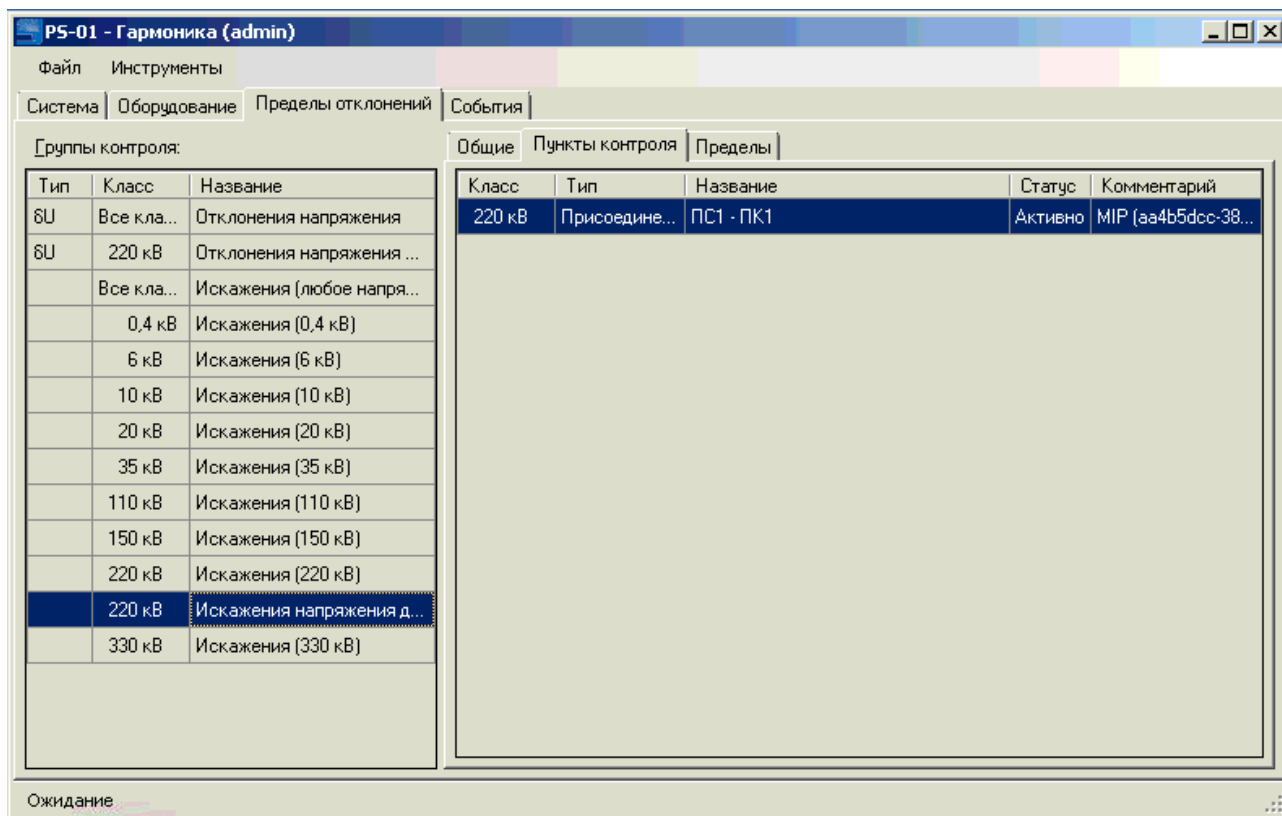 PS-01 - Гармоника (admin)
Файл Инструменты
Система Оборудование Пределы отклонений События
Группы контроля:
Общие Пункты контроля Пределы
Тип Класс Название
δU Все кла... Отклонения напряжения
δU 220 кВ Отклонения напряжения ...
Все кла... Искажения (любое напря...
0,4 кВ Искажения (0,4 кВ)
6 кВ Искажения (6 кВ)
10 кВ Искажения (10 кВ)
20 кВ Искажения (20 кВ)
35 кВ Искажения (35 кВ)
110 кВ Искажения (110 кВ)
150 кВ Искажения (150 кВ)
220 кВ Искажения (220 кВ)
220 кВ Искажения напряжения д...
330 кВ Искажения (330 кВ)
Класс Тип Название Статус Комментарий
220 кВ Присоедине... ПС1 - ПК1 Активно MIP (aa4b5dcc-38...
Ожидание